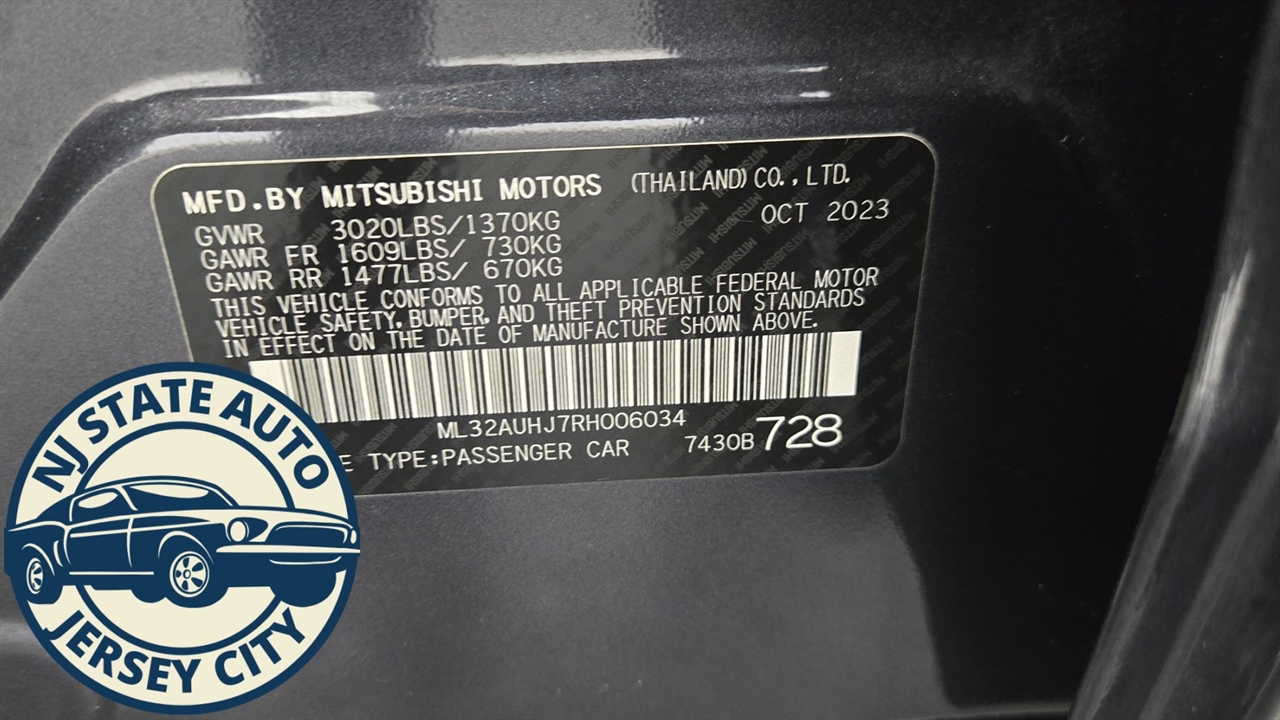 MFD.BY MITSUBISHI MOTORS (THAILAND) CO.,LTD.
GVWR 3020LBS/1370KG OCT 2023
GAWR FR 1609LBS/ 730KG
GAWR RR 1477LBS/ 670KG
THIS VEHICLE CONFORMS TO ALL APPLICABLE FEDERAL MOTOR
VEHICLE SAFETY, BUMPER, AND THEFT PREVENTION STANDARDS
IN EFFECT ON THE DATE OF MANUFACTURE SHOWN ABOVE.
ML32AUHJ7RH006034
TYPE:PASSENGER CAR 7430B 728
NJ STATE AUTO
JERSEY CITY